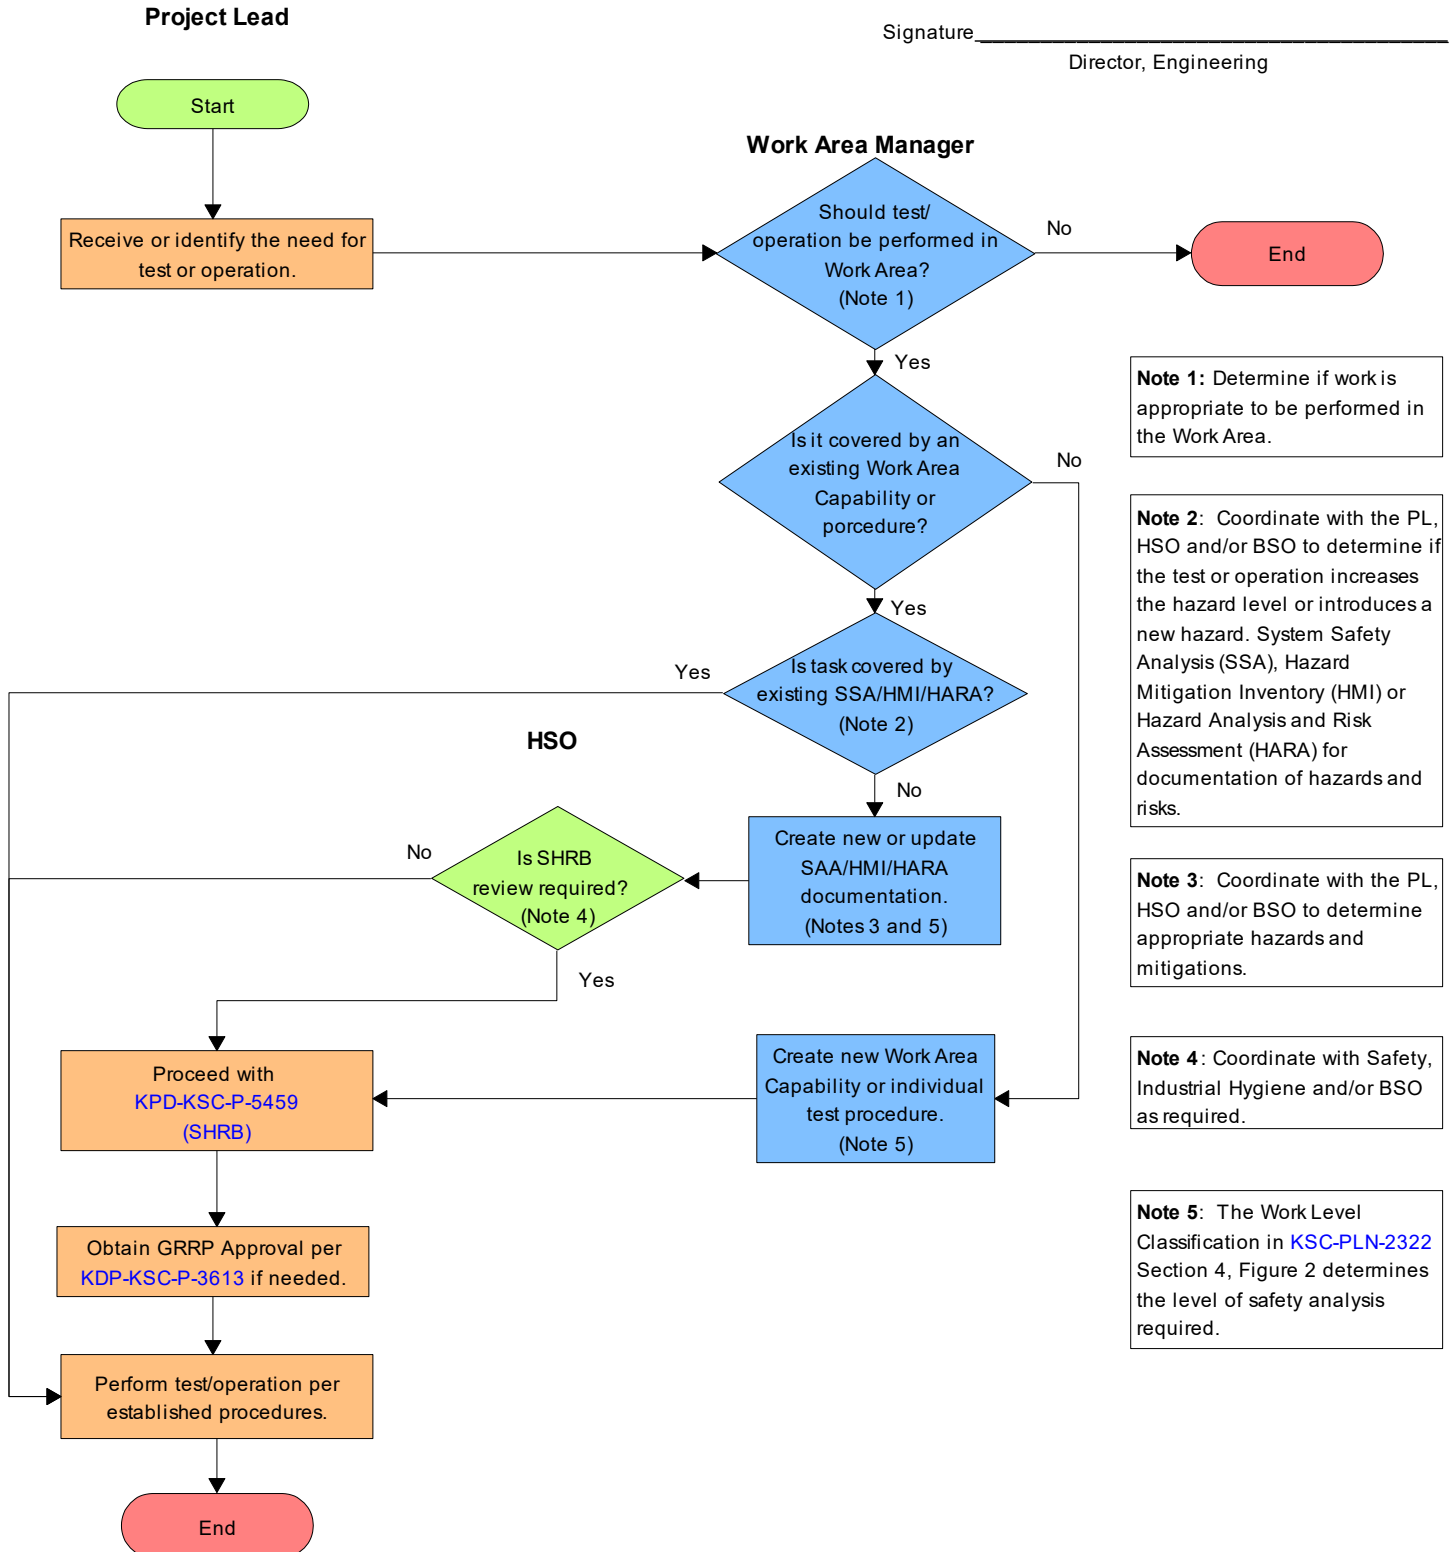 Project Lead
Signature_______________________________________
Director, Engineering
Start
Work Area Manager
Receive or identify the need for
test or operation.
Should test/
operation be performed in
Work Area?
(Note 1)
No
End
Yes
Note 1: Determine if work is
appropriate to be performed in
the Work Area.
Is it covered by an
existing Work Area
Capability or
porcedure?
No
Yes
Note 2:  Coordinate with the PL,
HSO and/or BSO to determine if
the test or operation increases
the hazard level or introduces a
new hazard. System Safety
Analysis (SSA), Hazard
Mitigation Inventory (HMI) or
Hazard Analysis and Risk
Assessment (HARA) for
documentation of hazards and
risks.
Is task covered by
existing SSA/HMI/HARA?
(Note 2)
Yes
No
HSO
Is SHRB
review required?
(Note 4)
No
Yes
Create new or update
SAA/HMI/HARA
documentation.
(Notes 3 and 5)
Note 3:  Coordinate with the PL,
HSO and/or BSO to determine
appropriate hazards and
mitigations.
Proceed with
KPD-KSC-P-5459
(SHRB)
Create new Work Area
Capability or individual
test procedure.
(Note 5)
Note 4: Coordinate with Safety,
Industrial Hygiene and/or BSO
as required.
Obtain GRRP Approval per
KDP-KSC-P-3613 if needed.
Note 5:  The Work Level
Classification in KSC-PLN-2322
Section 4, Figure 2 determines
the level of safety analysis
required.
Perform test/operation per
established procedures.
End